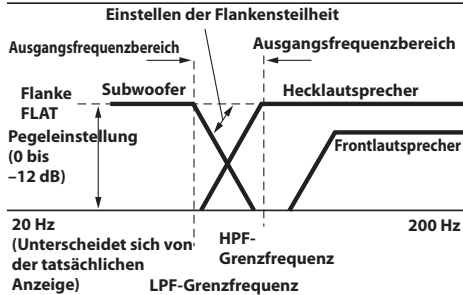 Einstellen der Flankensteilheit
Ausgangsfrequenzbereich
Ausgangsfrequenzbereich
Flanke
FLAT
Subwoofer
Hecklautsprecher
Pegeleinstellung
(0 bis
–12 dB)
Frontlautsprecher
20 Hz
200 Hz
(Unterscheidet sich von
der tatsächlichen
Anzeige)
HPF-
Grenzfrequenz
LPF-Grenzfrequenz